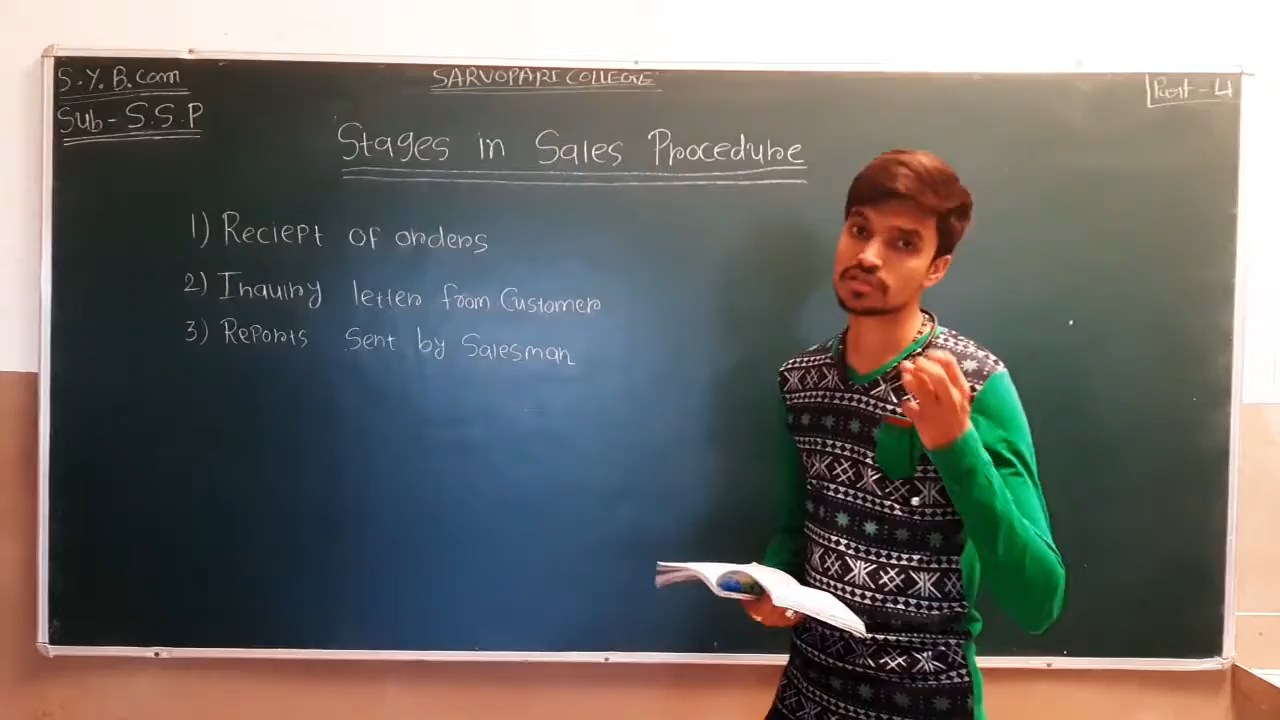 S.Y. B.com
SARVOPARI COLLEGE
Part - 4
Sub - S.S.P
Stages in Sales Procedure
1) Reciept of orders
2) Inquiry letter from Customer
3) Reports Sent by Salesman